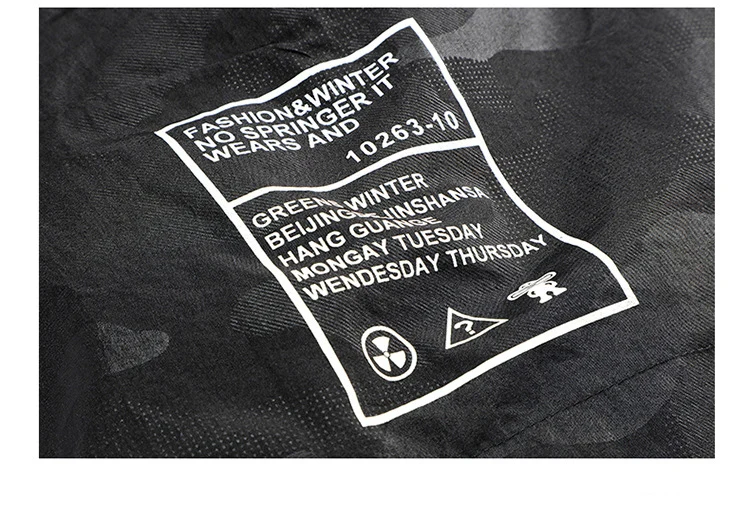 FASHION&WINTER
NO SPRINGER IT
WEARS AND
10263-10
GREEN WINTER
BEIJING JINSHANSA
HANG GUANGE
MONGAY TUESDAY
WENDESDAY THURSDAY
?